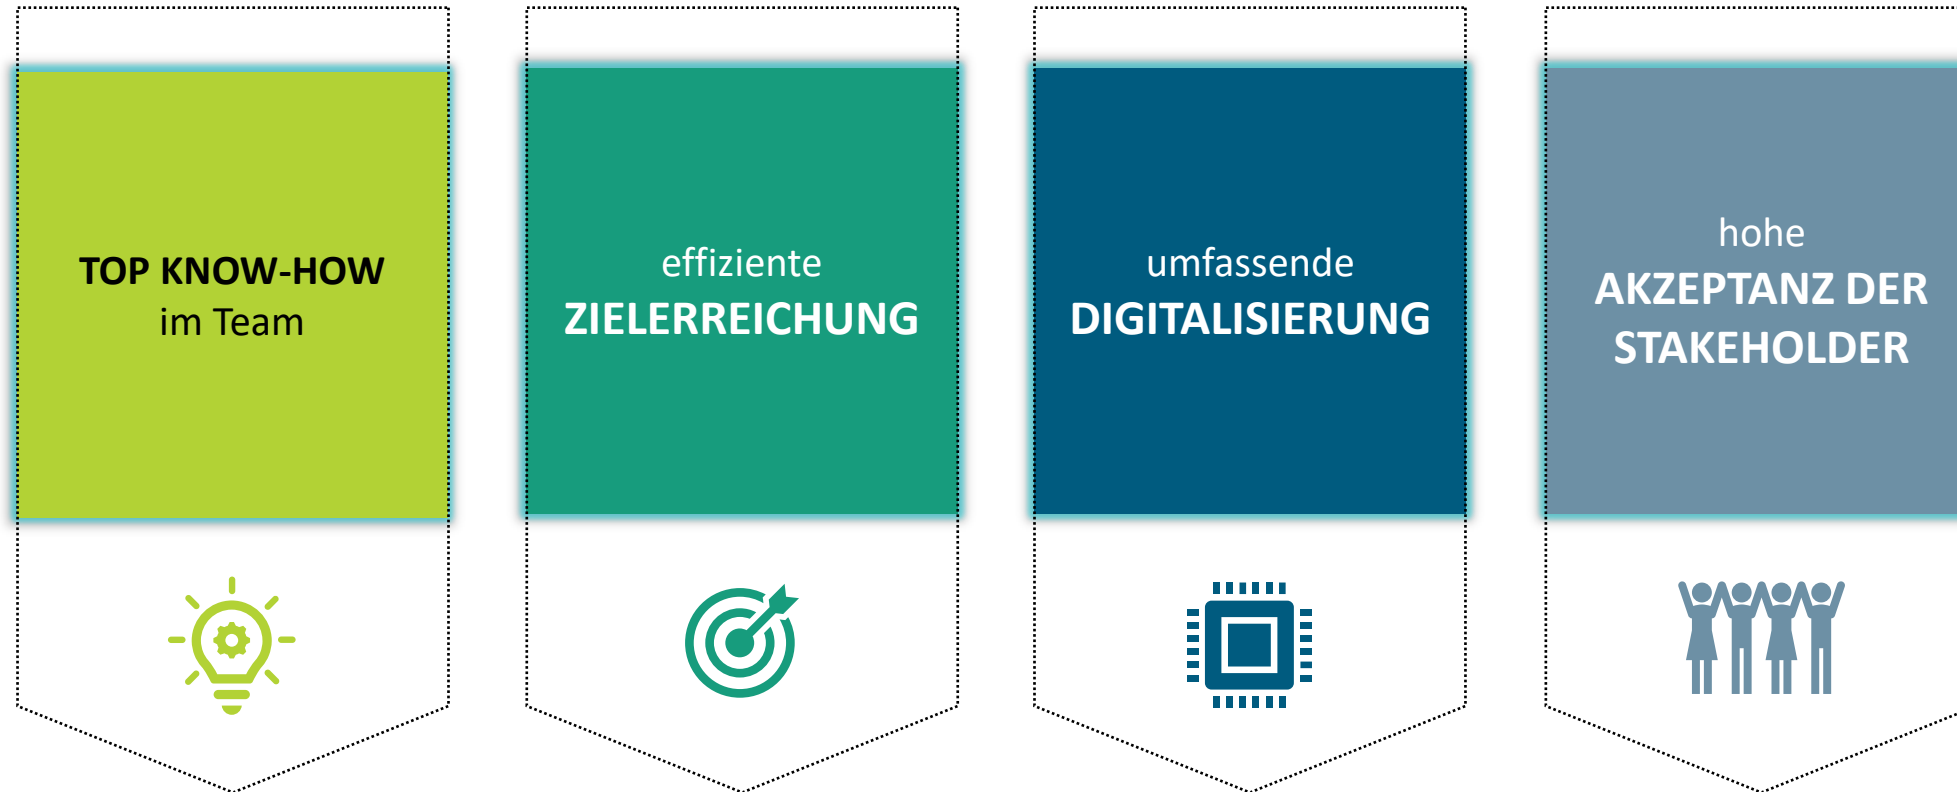 TOP KNOW-HOW
im Team
effiziente
ZIELERREICHUNG
umfassende
DIGITALISIERUNG
hohe
AKZEPTANZ DER
STAKEHOLDER